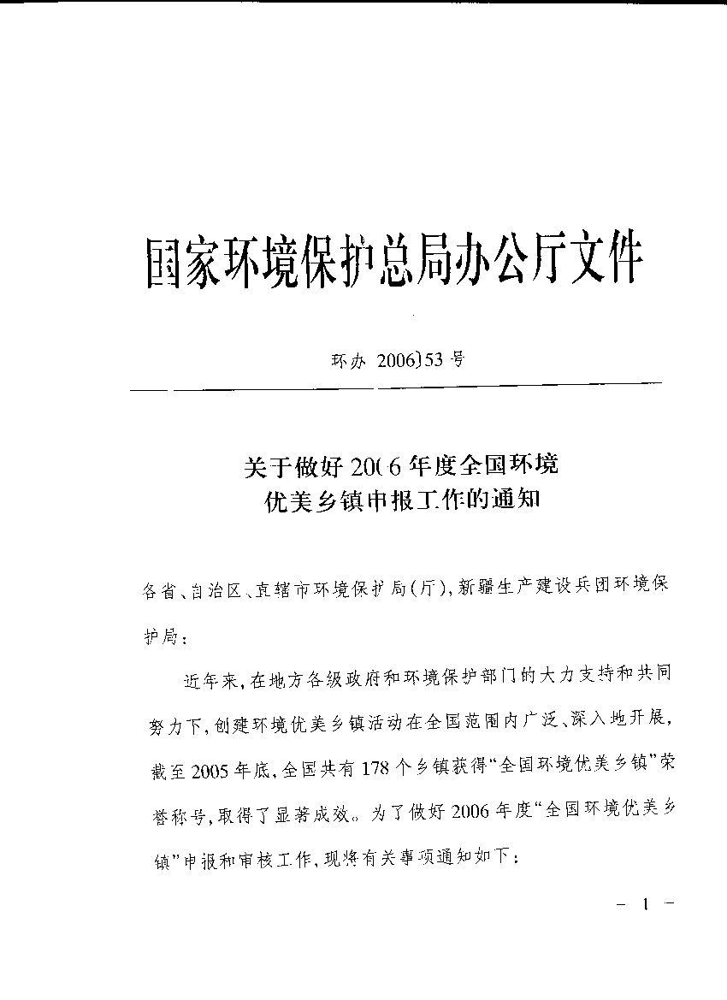 国家环境保护总局办公厅文件
环办 2006〕53 号
关于做好 2006 年度全国环境
优美乡镇申报工作的通知
各省、自治区、直辖市环境保护局(厅),新疆生产建设兵团环境保
护局:
近年来,在地方各级政府和环境保护部门的大力支持和共同
努力下,创建环境优美乡镇活动在全国范围内广泛、深入地开展,
截至 2005 年底,全国共有 178 个乡镇获得“全国环境优美乡镇”荣
誉称号,取得了显著成效。为了做好 2006 年度“全国环境优美乡
镇”申报和审核工作,现将有关事项通知如下:
- 1 -